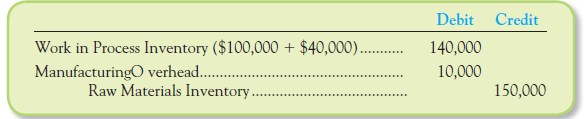 Debit Credit
Work in Process Inventory ($100,000 + $40,000)........... 140,000
ManufacturingO verhead.................................................. 10,000
Raw Materials Inventory...................................... 150,000